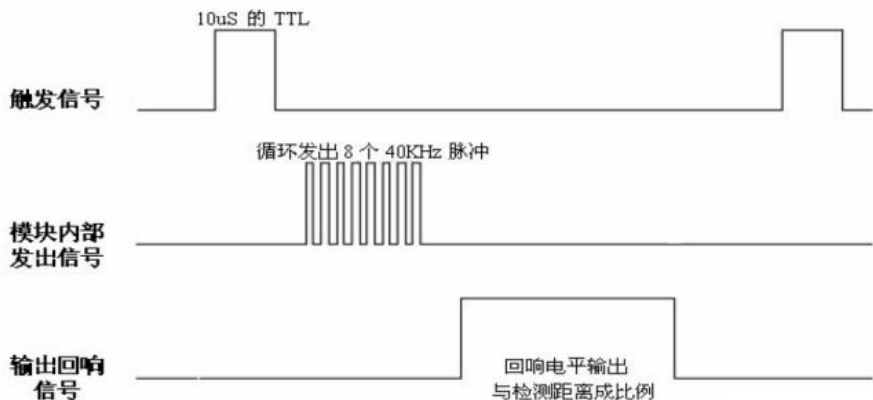 10uS 的 TTL
触发信号
循环发出 8 个 40KHz 脉冲
模块内部
发出信号
输出回响
信号
回响电平输出
与检测距离成比例